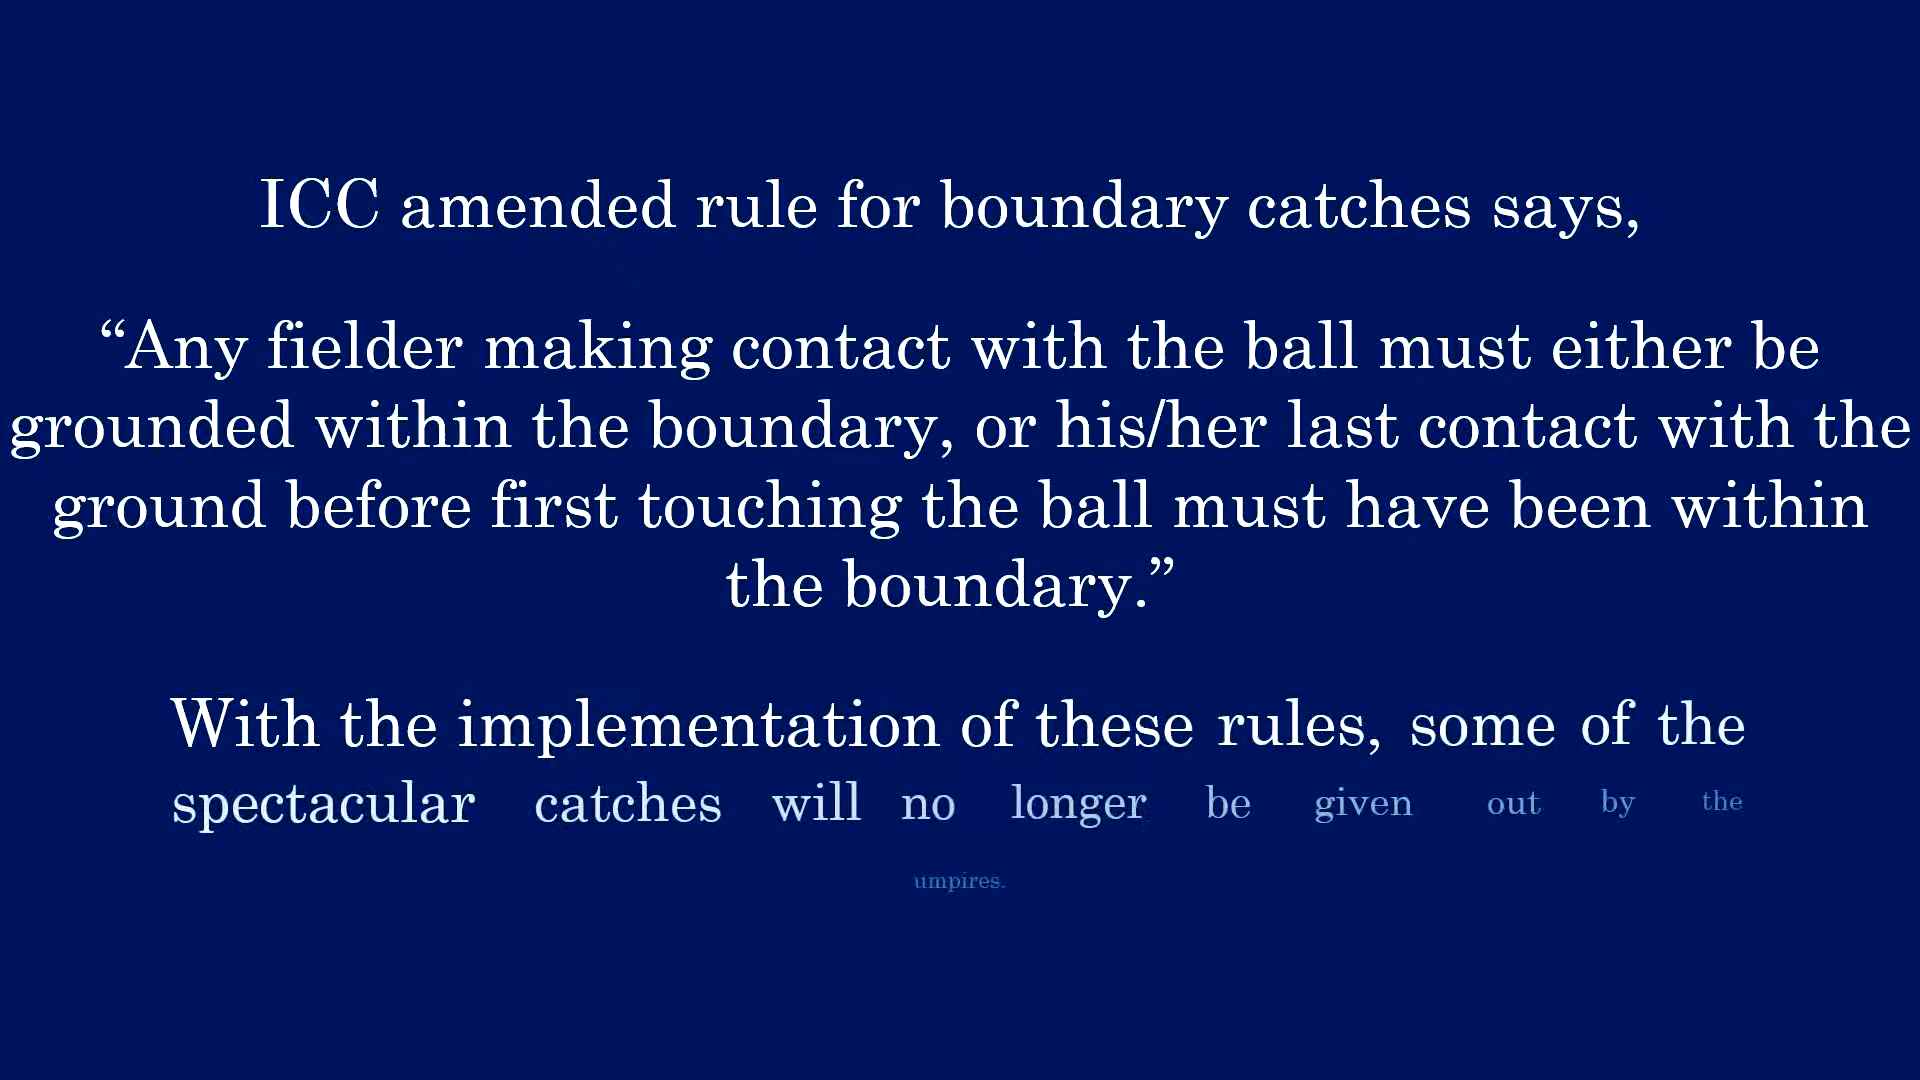 ICC amended rule for boundary catches says,
“Any fielder making contact with the ball must either be
grounded within the boundary, or his/her last contact with the
ground before first touching the ball must have been within
the boundary.”
With the implementation of these rules, some of the
spectacular catches will no longer be given out by the
umpires.